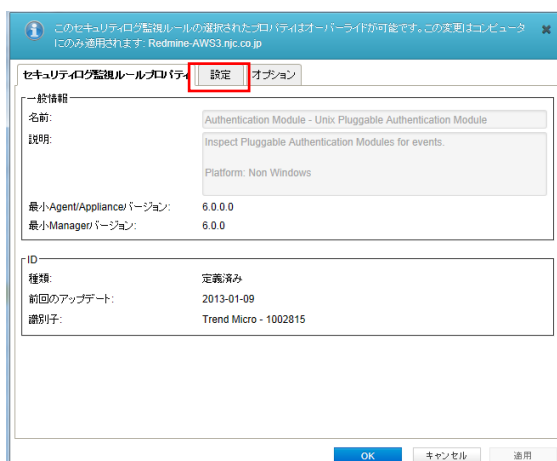 このセキュリティログ監視ルールの選択されたプロパティはオーバーライドが可能です。この変更はコンピュータ
にのみ適用されます: Redmine-AWS3.njc.co.jp
セキュリティログ監視ルールプロパティ 設定 オプション
一般情報
名前: Authentication Module - Unix Pluggable Authentication Module
説明: Inspect Pluggable Authentication Modules for events.
Platform: Non Windows
最小Agent/Applianceバージョン: 6.0.0.0
最小Managerバージョン: 6.0.0
ID
種類: 定義済み
前回のアップデート: 2013-01-09
識別子: Trend Micro - 1002815
OK キャンセル 適用